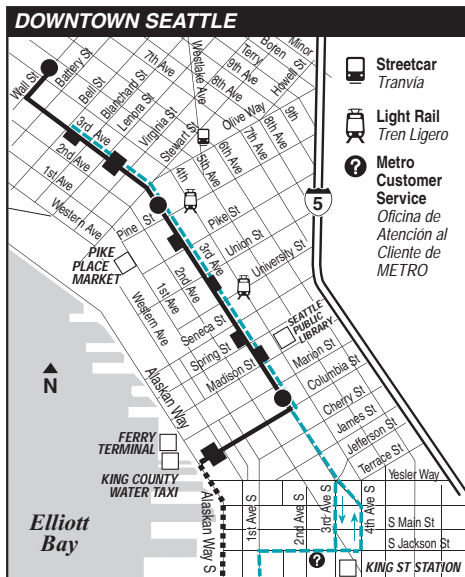 DOWNTOWN SEATTLE
Wall St
Battery St
Bell St
Blanchard St
Lenora St
Virginia St
Stewart St
7th Ave
Westlake Ave
8th Ave
9th Ave
Terry
Boren
Minor
Howell St
Olive Way
9th
8th Ave
7th Ave
6th Ave
5th Ave
4th
3rd Ave
2nd Ave
1st Ave
Western Ave
Pine St
Pike St
Union St
University St
3rd Ave
2nd Ave
1st Ave
Western Ave
PIKE
PLACE
MARKET
Seneca St
Spring St
Madison St
SEATTLE
PUBLIC
LIBRARY
Marion St
Columbia St
Cherry St
James St
Jefferson St
Terrace St
Yesler Way
Alaskan Way
Alaskan Way S
1st Ave S
2nd Ave S
3rd Ave S
4th Ave S
S Main St
S Jackson St
FERRY
TERMINAL
KING COUNTY
WATER TAXI
Elliott
Bay
N
5
?
KING ST STATION
Streetcar
Tranvía
Light Rail
Tren Ligero
?
Metro
Customer
Service
Oficina de
Atención al
Cliente de
METRO